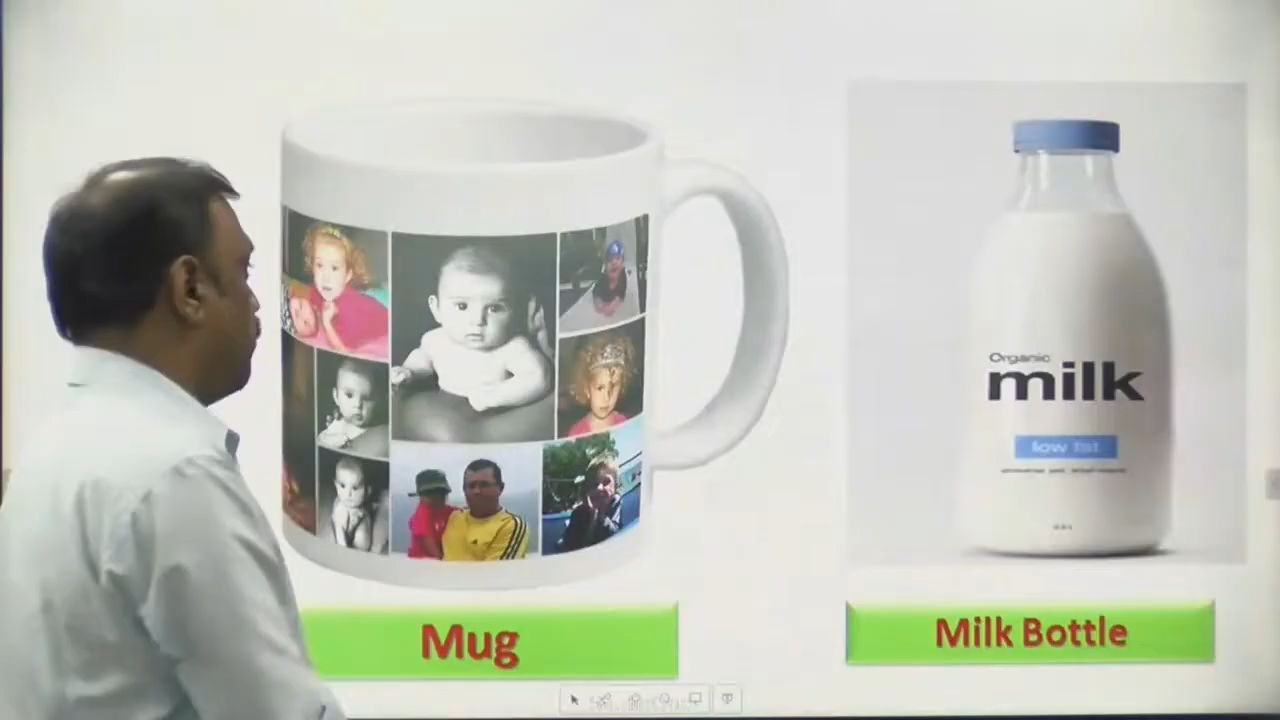 Organic
milk
low fat
Mug
Milk Bottle